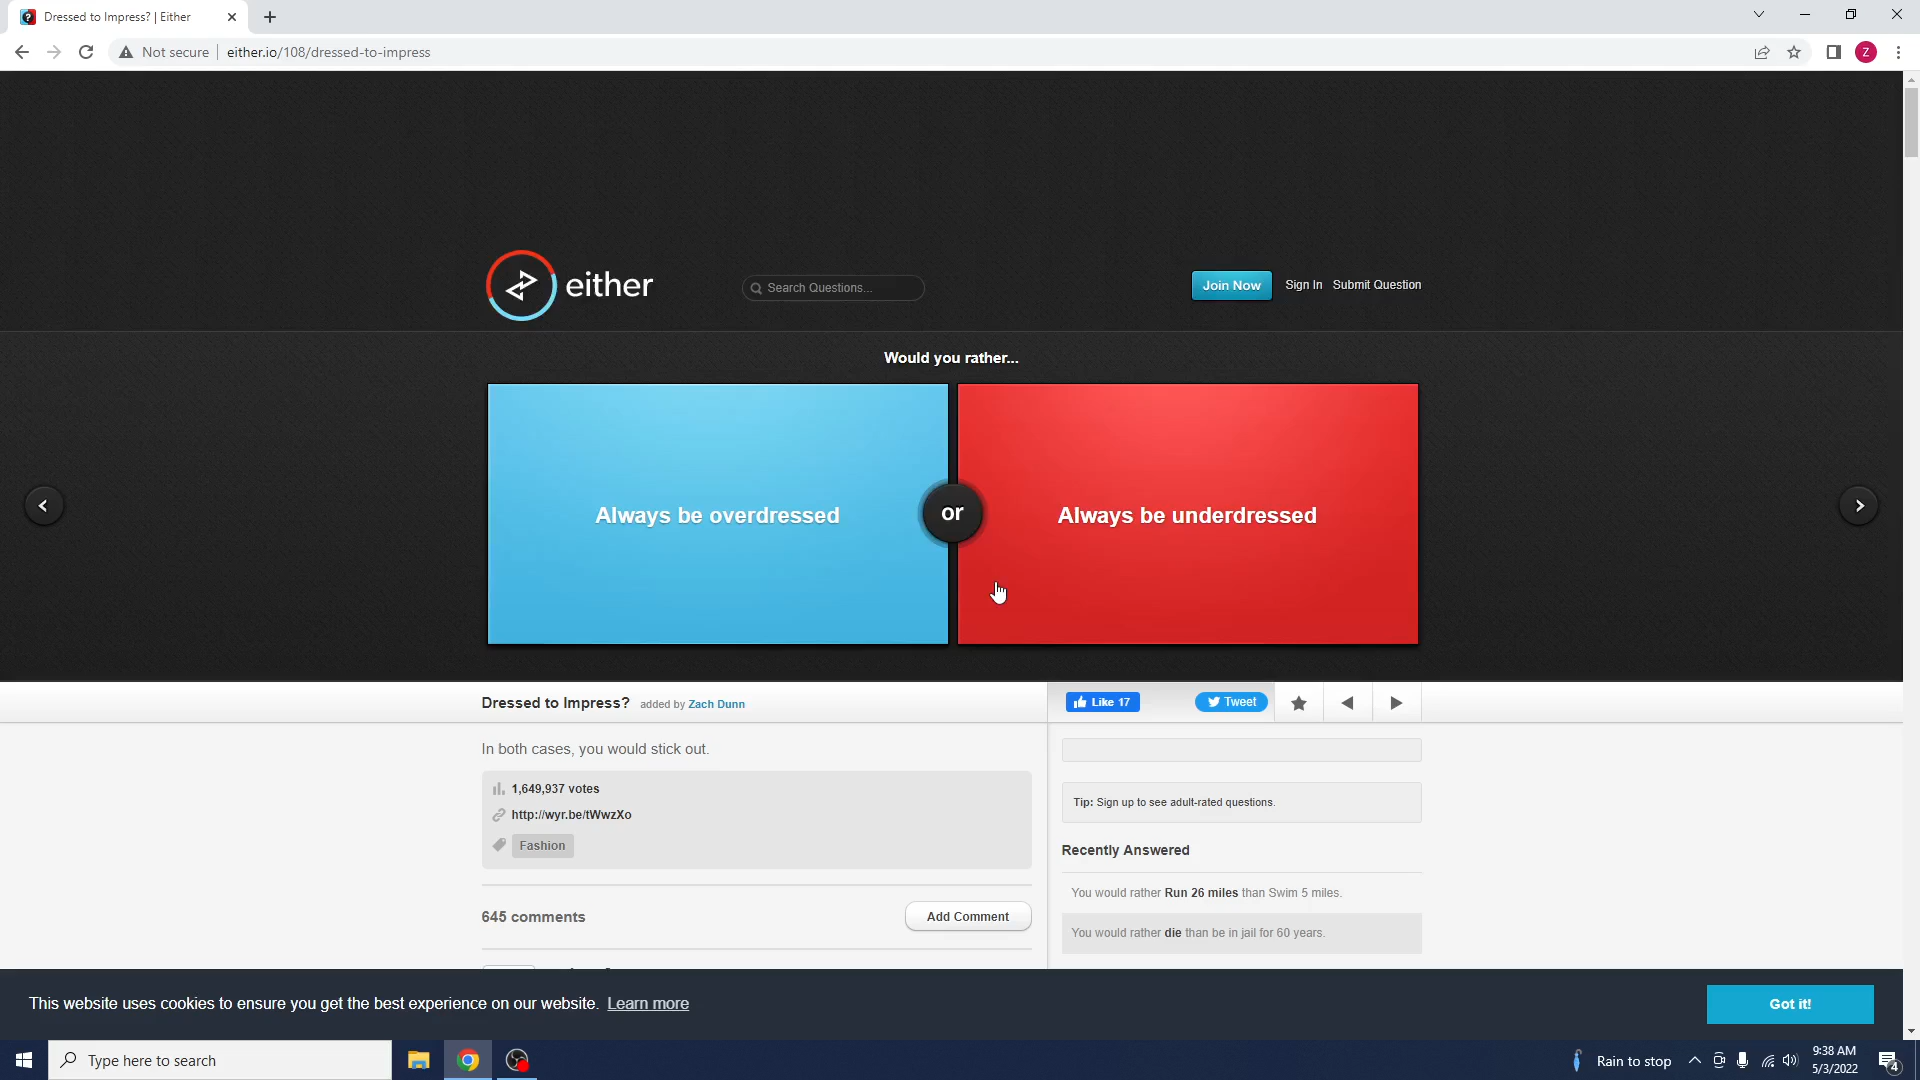 Dressed to Impress? | Either
Not secure
either.io/108/dressed-to-impress
Z
either
Search Questions...
Join Now
Sign In
Submit Question
Would you rather...
Always be overdressed
or
Always be underdressed
Dressed to Impress? added by Zach Dunn
Like 17
Tweet
In both cases, you would stick out.
1,649,937 votes
http://wyr.be/tWwzXo
Fashion
645 comments
Add Comment
Tip: Sign up to see adult-rated questions.
Recently Answered
You would rather Run 26 miles than Swim 5 miles.
You would rather die than be in jail for 60 years.
This website uses cookies to ensure you get the best experience on our website. Learn more
Got it!
Type here to search
Rain to stop
9:38 AM
5/3/2022
4